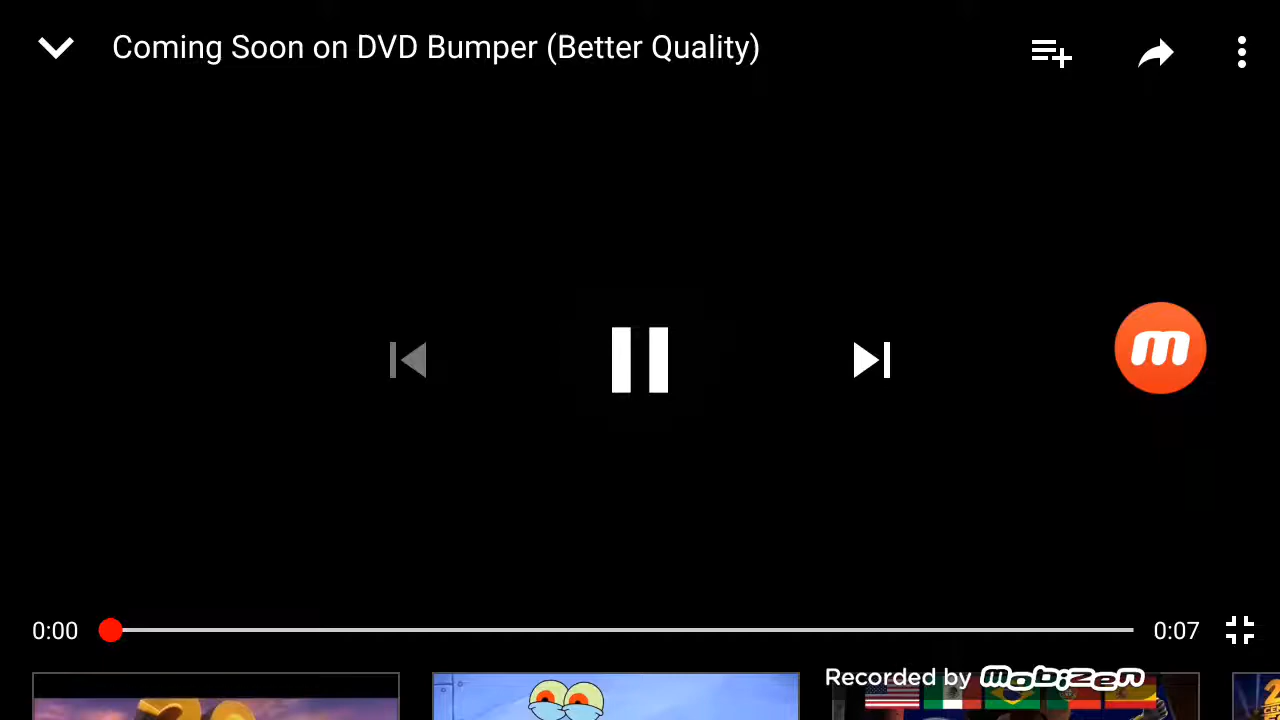 Coming Soon on DVD Bumper (Better Quality)
m
0:00
0:07
Recorded by mobizen